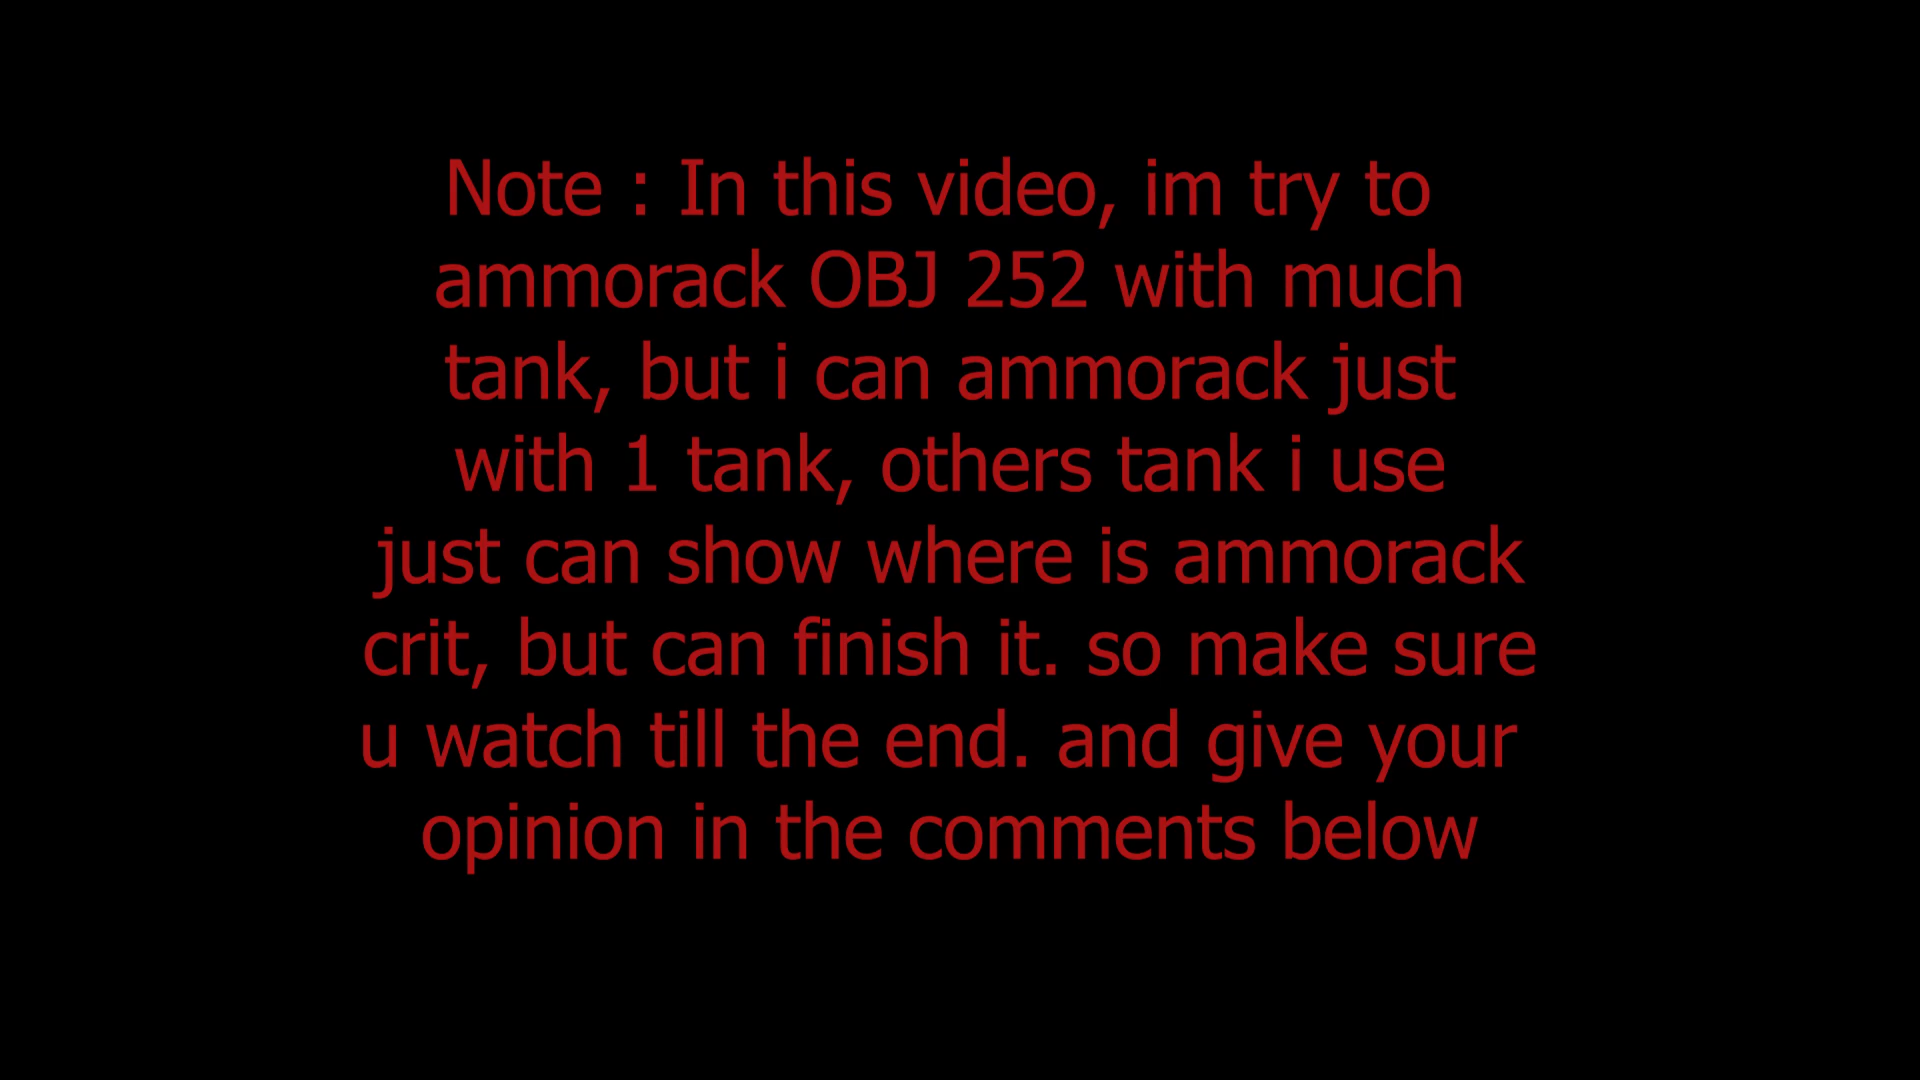 Note : In this video, im try to
ammorack OBJ 252 with much
tank, but i can ammorack just
with 1 tank, others tank i use
just can show where is ammorack
crit, but can finish it. so make sure
u watch till the end. and give your
opinion in the comments below